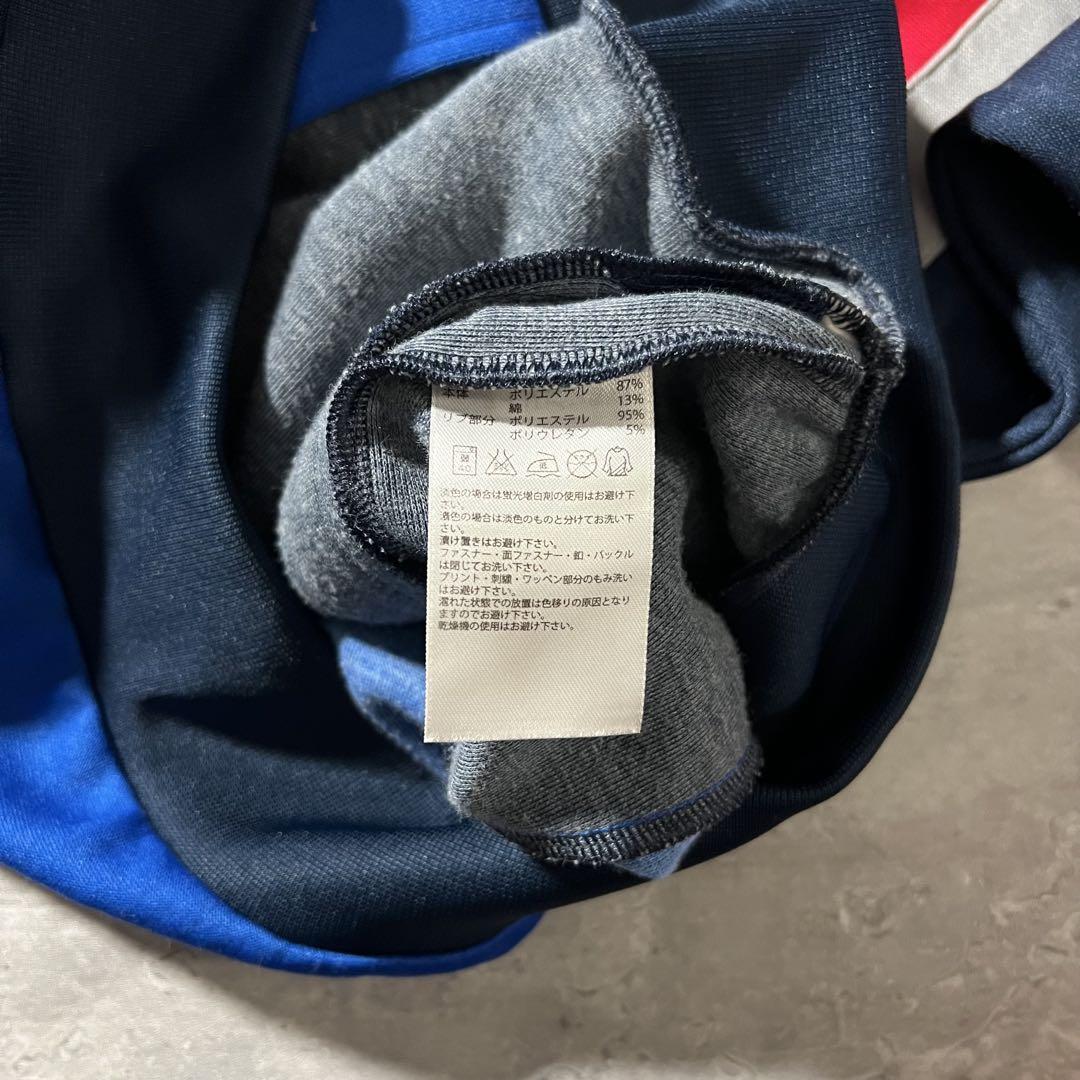 本体 ポリエステル 87%
綿 13%
リブ部分 ポリエステル 95%
ポリウレタン 5%
弱 40 低
淡色の場合は蛍光増白剤の使用はお避け下
さい。
濃色の場合は淡色のものと分けてお洗い下
さい。
漬け置きはお避け下さい。
ファスナー・面ファスナー・釦・バックル
は閉じてお洗い下さい。
プリント・刺繍・ワッペン部分のもみ洗い
はお避け下さい。
濡れた状態での放置は色移りの原因となり
ますのでお避け下さい。
乾燥機の使用はお避け下さい。